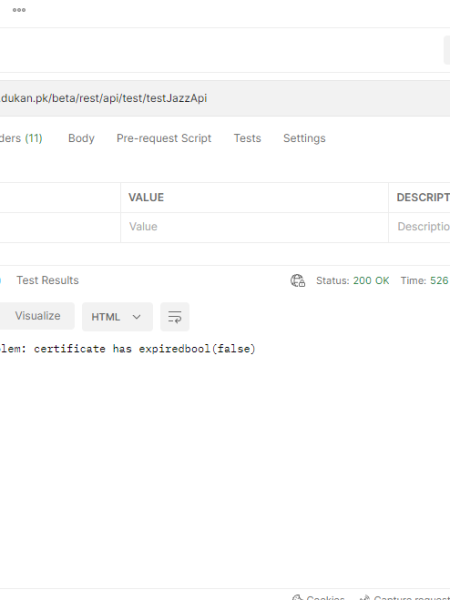 dukan.pk/beta/rest/api/test/testJazzApi
ders (11) Body Pre-request Script Tests Settings
VALUE DESCRIPT
Value Descriptio
Test Results Status: 200 OK Time: 526
Visualize HTML
lem: certificate has expiredbool(false)
Cookies Capture request